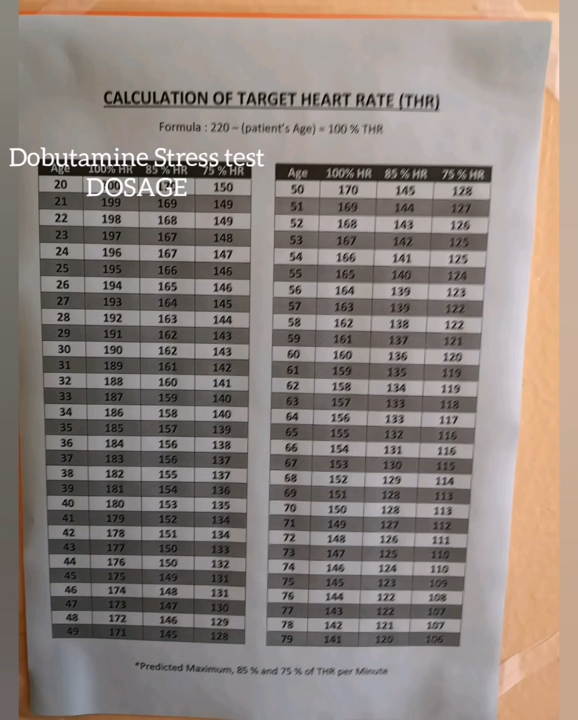 CALCULATION OF TARGET HEART RATE (THR)
Formula : 220 – (patient's Age) = 100 % THR
Dobutamine Stress test
DOSAGE
Age 100% HR 85 % HR 75 % HR
20 150
21 199 169 149
22 198 168 149
23 197 167 148
24 196 167 147
25 195 166 146
26 194 165 146
27 193 164 145
28 192 163 144
29 191 162 143
30 190 162 143
31 189 161 142
32 188 160 141
33 187 159 140
34 186 158 140
35 185 157 139
36 184 156 138
37 183 156 137
38 182 155 137
39 181 154 136
40 180 153 135
41 179 152 134
42 178 151 134
43 177 150 133
44 176 150 132
45 175 149 131
46 174 148 131
47 173 147 130
48 172 146 129
49 171 145 128
Age 100% HR 85 % HR 75 % HR
50 170 145 128
51 169 144 127
52 168 143 126
53 167 142 125
54 166 141 125
55 165 140 124
56 164 139 123
57 163 139 122
58 162 138 122
59 161 137 121
60 160 136 120
61 159 135 119
62 158 134 119
63 157 133 118
64 156 133 117
65 155 132 116
66 154 131 116
67 153 130 115
68 152 129 114
69 151 128 113
70 150 128 113
71 149 127 112
72 148 126 111
73 147 125 110
74 146 124 110
75 145 123 109
76 144 122 108
77 143 122 107
78 142 121 107
79 141 120 106
*Predicted Maximum, 85 % and 75 % of THR per Minute